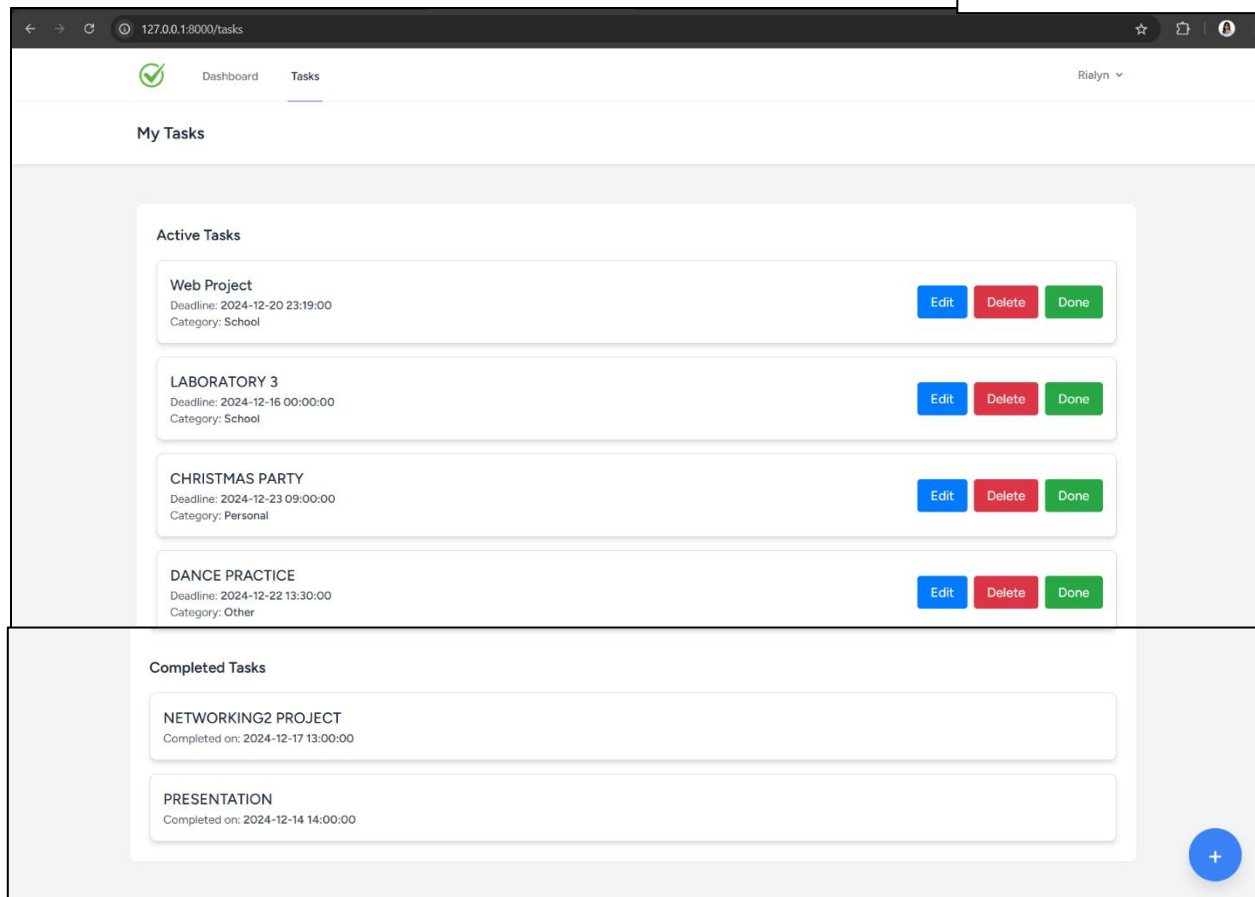 127.0.0.1:8000/tasks
Dashboard Tasks Rialyn
My Tasks
Active Tasks
Web Project
Deadline: 2024-12-20 23:19:00
Category: School
Edit Delete Done
LABORATORY 3
Deadline: 2024-12-16 00:00:00
Category: School
Edit Delete Done
CHRISTMAS PARTY
Deadline: 2024-12-23 09:00:00
Category: Personal
Edit Delete Done
DANCE PRACTICE
Deadline: 2024-12-22 13:30:00
Category: Other
Edit Delete Done
Completed Tasks
NETWORKING2 PROJECT
Completed on: 2024-12-17 13:00:00
PRESENTATION
Completed on: 2024-12-14 14:00:00
+